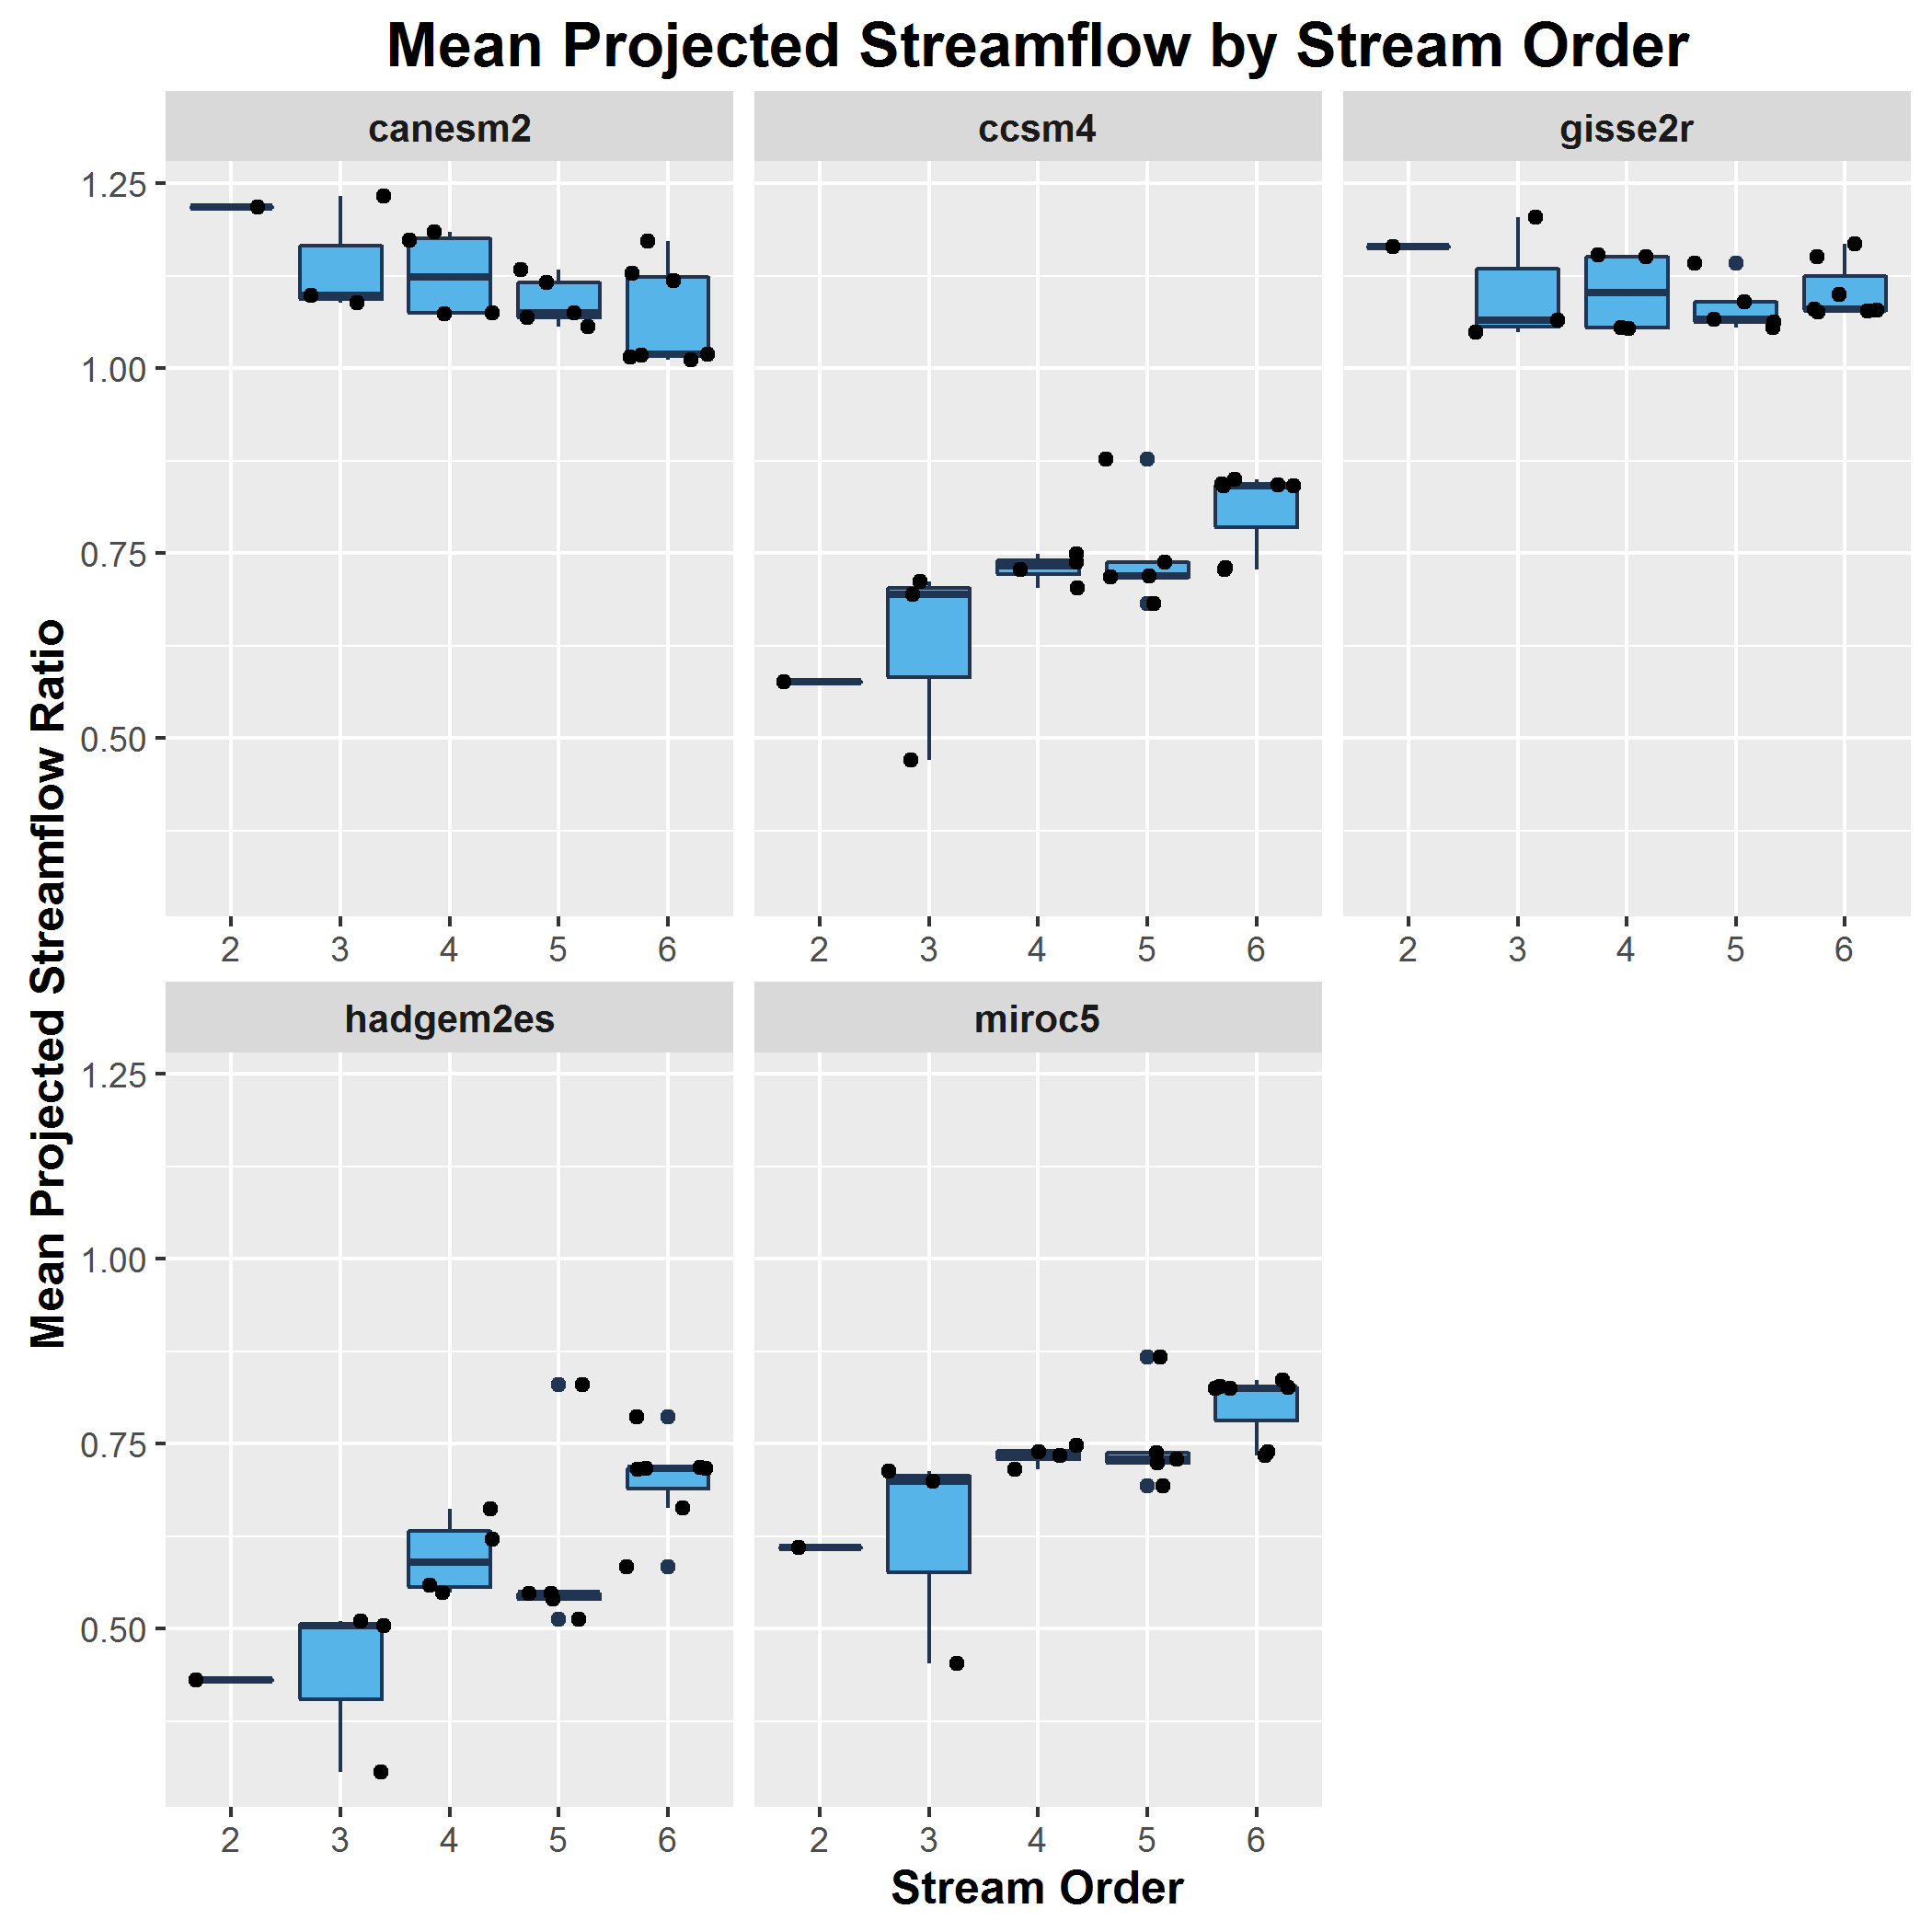 Mean Projected Streamflow by Stream Order
canesm2 ccsm4 gisse2r
1.25
1.00
0.75
0.50
2 3 4 5 6 2 3 4 5 6 2 3 4 5 6
Mean Projected Streamflow Ratio
hadgem2es miroc5
1.25
1.00
0.75
0.50
2 3 4 5 6 2 3 4 5 6
Stream Order